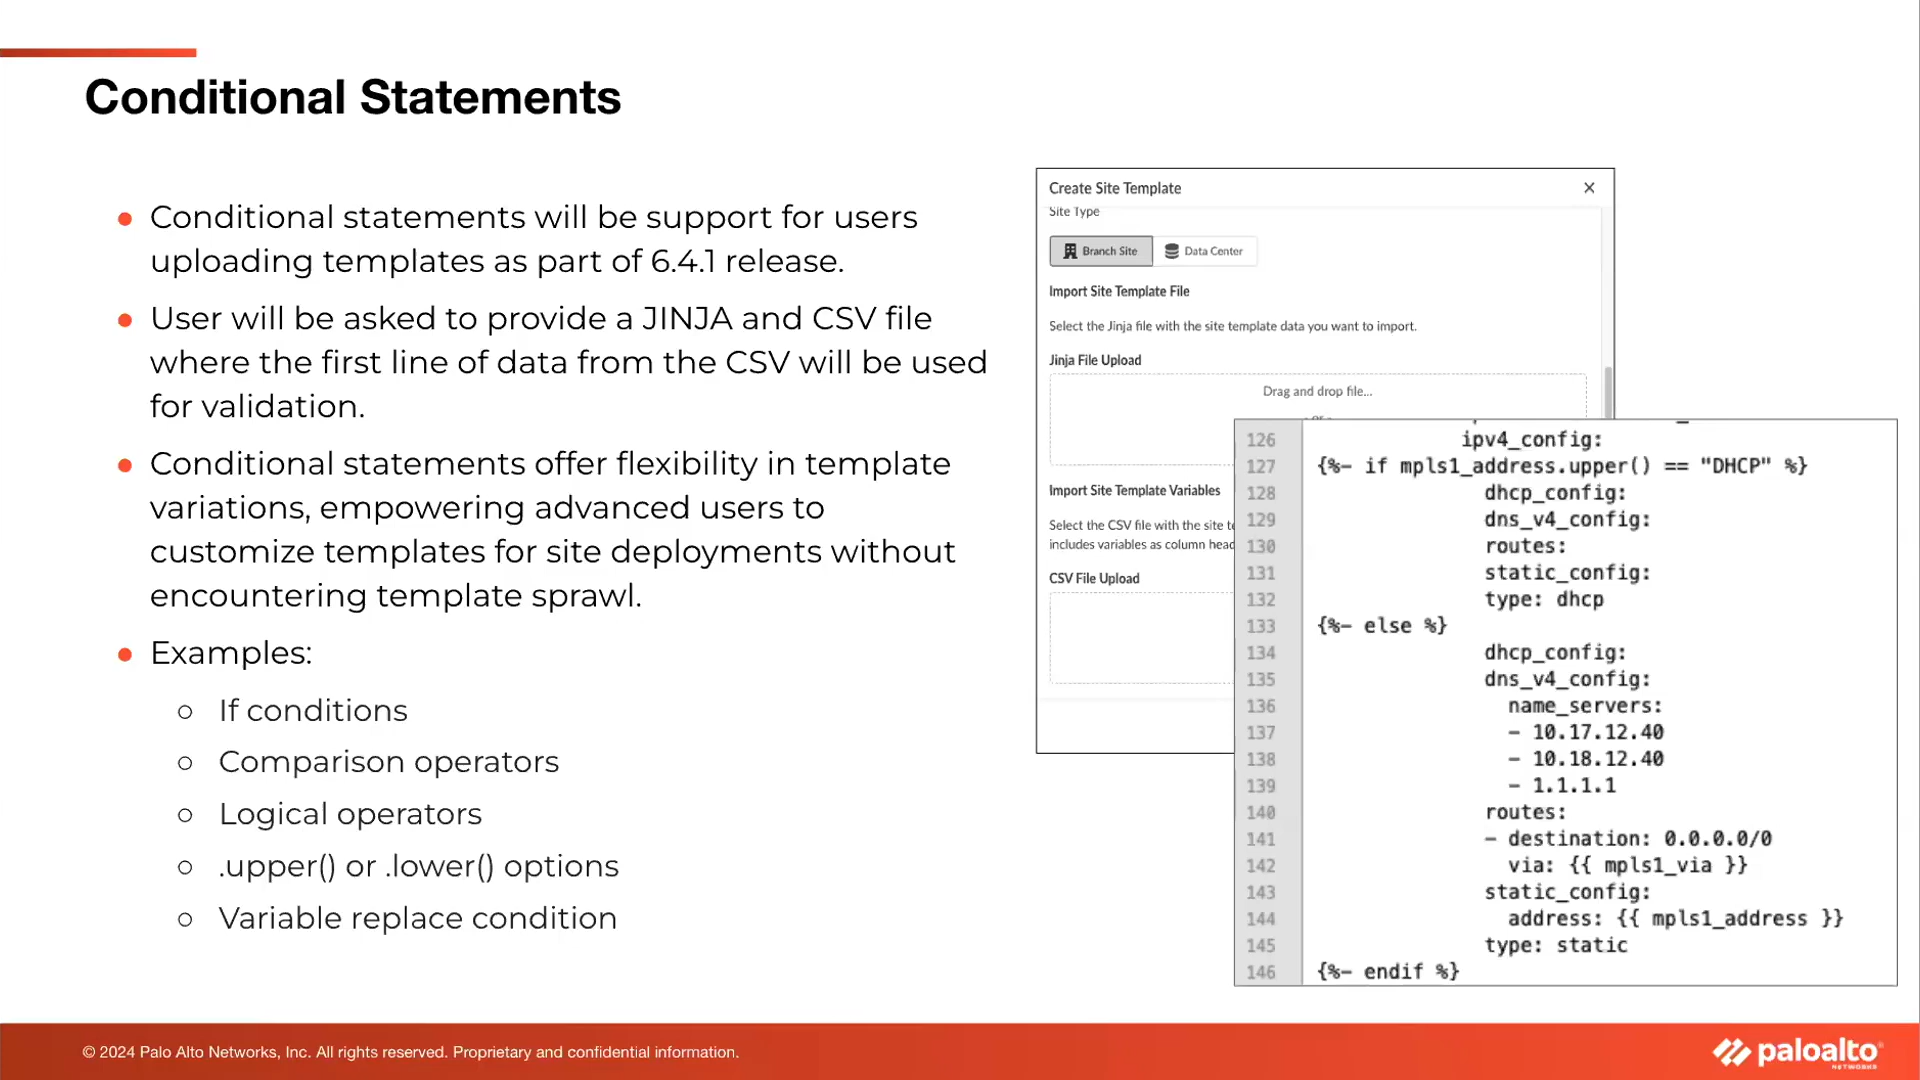 Conditional Statements
Conditional statements will be support for users
uploading templates as part of 6.4.1 release.
User will be asked to provide a JINJA and CSV file
where the first line of data from the CSV will be used
for validation.
Conditional statements offer flexibility in template
variations, empowering advanced users to
customize templates for site deployments without
encountering template sprawl.
Examples:
If conditions
Comparison operators
Logical operators
.upper() or .lower() options
Variable replace condition
Create Site Template
Site Type
Branch Site
Data Center
Import Site Template File
Select the Jinja file with the site template data you want to import.
Jinja File Upload
Drag and drop file...
Import Site Template Variables
Select the CSV file with the site
includes variables as column
CSV File Upload
126 ipv4_config:
127 {%- if mpls1_address.upper() == "DHCP" %}
128 dhcp_config:
129 dns_v4_config:
130 routes:
131 static_config:
132 type: dhcp
133 {%- else %}
134 dhcp_config:
135 dns_v4_config:
136 name_servers:
137 - 10.17.12.40
138 - 10.18.12.40
139 - 1.1.1.1
140 routes:
141 - destination: 0.0.0.0/0
142 via: {{ mpls1_via }}
143 static_config:
144 address: {{ mpls1_address }}
145 type: static
146 {%- endif %}
© 2024 Palo Alto Networks, Inc. All rights reserved. Proprietary and confidential information.
paloalto
NETWORKS